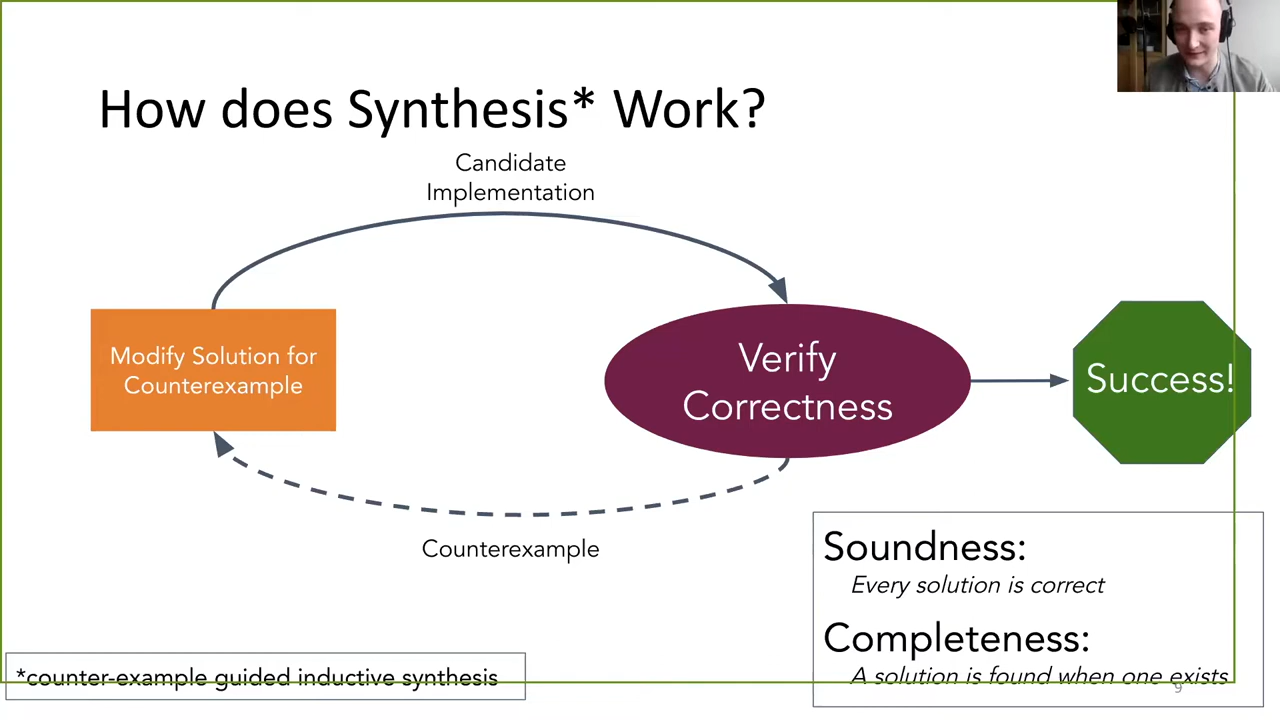 How does Synthesis* Work?
Candidate
Implementation
Modify Solution for
Counterexample
Verify
Correctness
Success!
Counterexample
Soundness:
Every solution is correct
Completeness:
A solution is found when one exists
*counter-example guided inductive synthesis
9